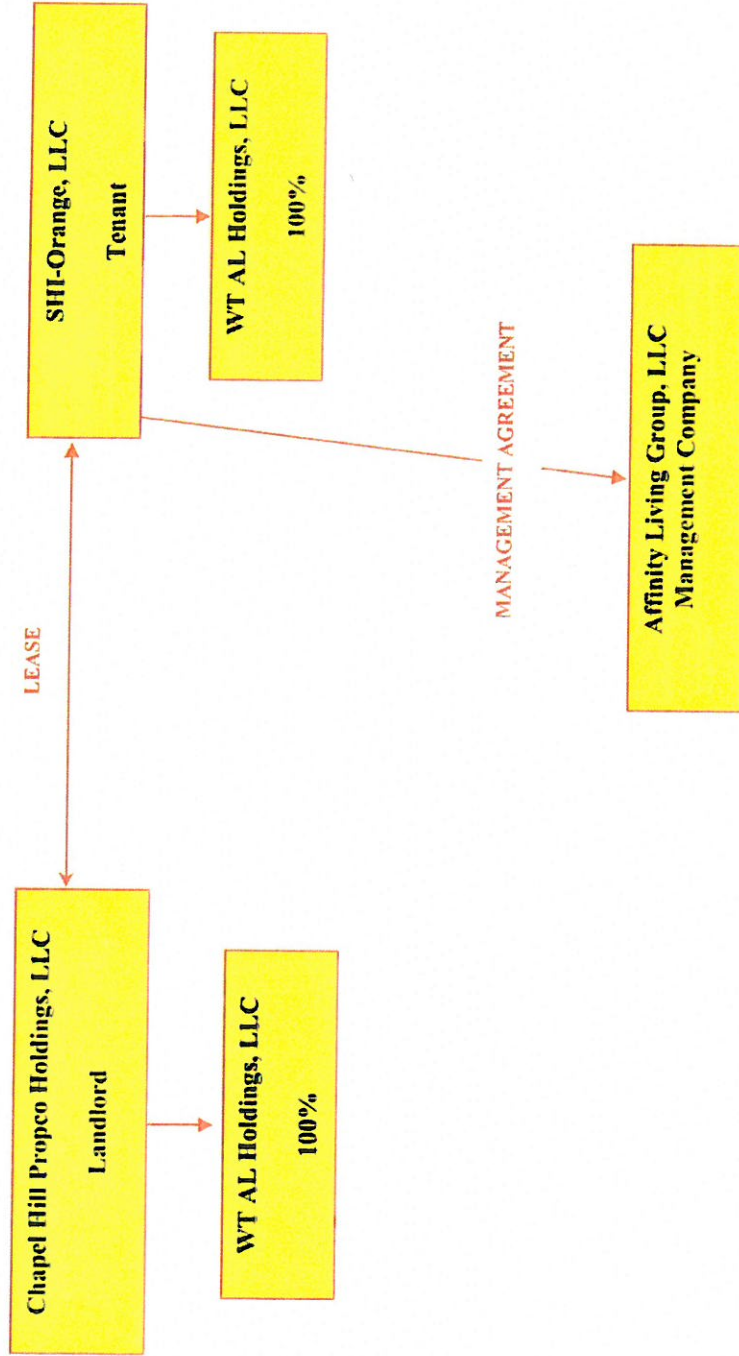 Chapel Hill Propco Holdings, LLC
Landlord
WT AL Holdings, LLC
100%
LEASE
SHI-Orange, LLC
Tenant
WT AL Holdings, LLC
100%
MANAGEMENT AGREEMENT
Affinity Living Group, LLC
Management Company